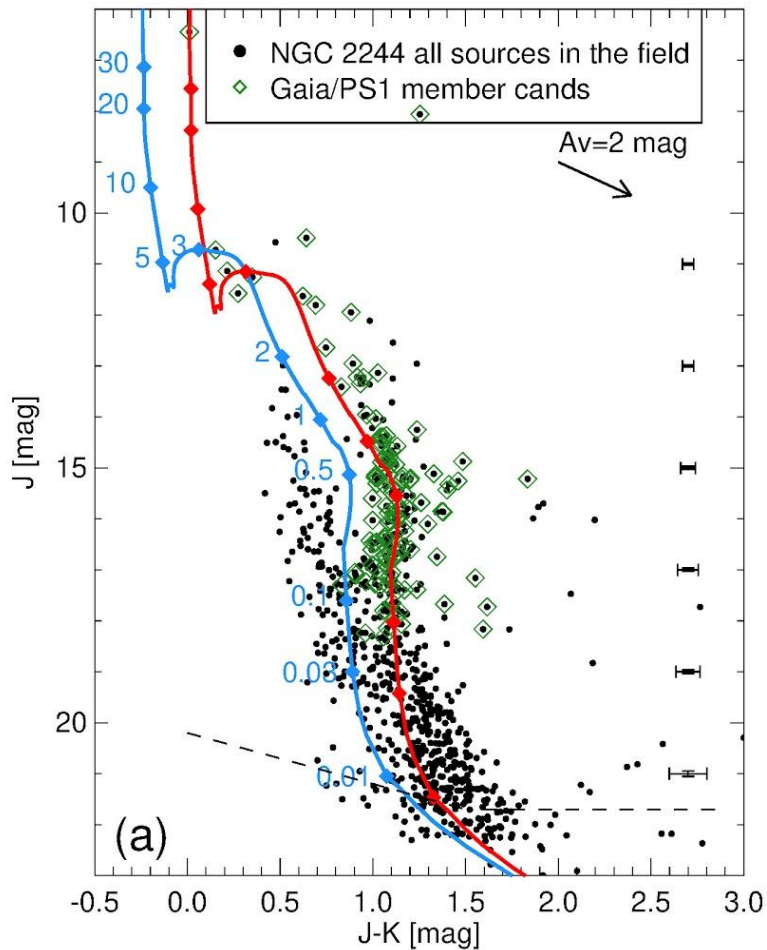 NGC 2244 all sources in the field
Gaia/PS1 member cands
Av=2 mag
30
20
10
5
3
2
1
0.5
0.1
0.03
0.01
10
15
20
J [mag]
(a)
-0.5 0.0 0.5 1.0 1.5 2.0 2.5 3.0
J-K [mag]